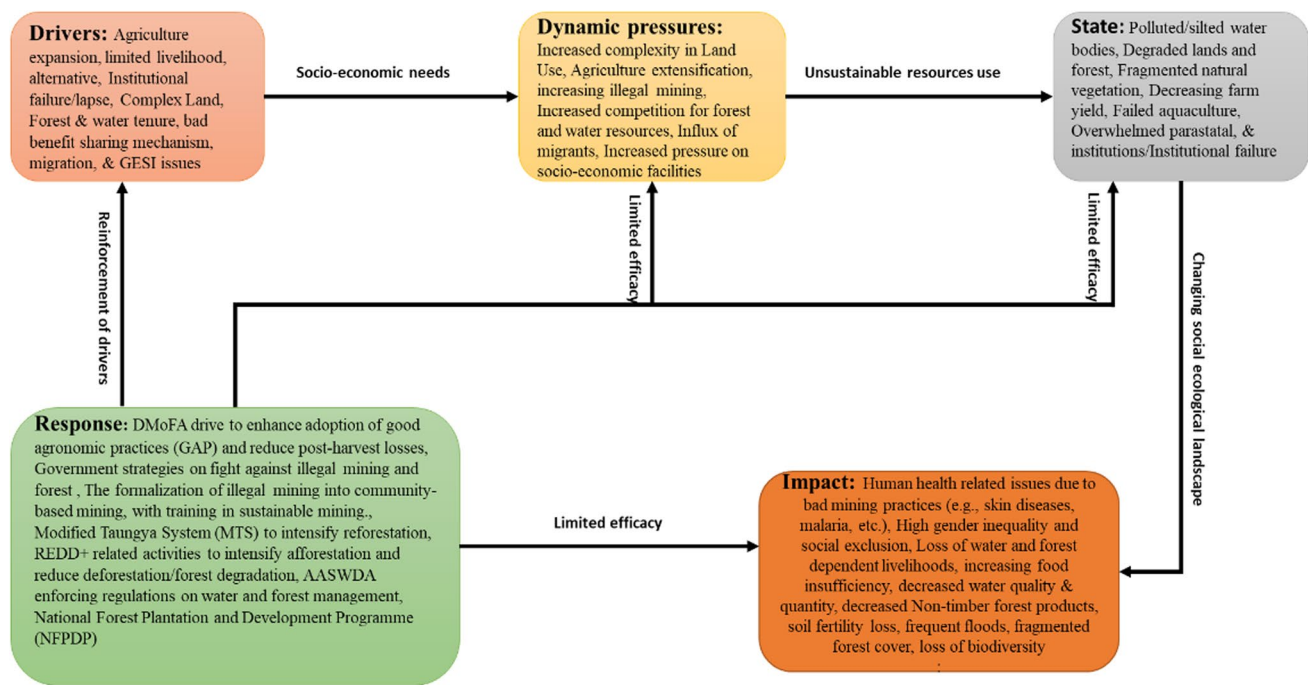 Drivers: Agriculture
expansion, limited livelihood,
alternative, Institutional
failure/lapse, Complex Land,
Forest & water tenure, bad
benefit sharing mechanism,
migration, & GESI issues
Socio-economic needs
Dynamic pressures:
Increased complexity in Land
Use, Agriculture extensification,
increasing illegal mining,
Increased competition for forest
and water resources, Influx of
migrants, Increased pressure on
socio-economic facilities
Unsustainable resources use
State: Polluted/silted water
bodies, Degraded lands and
forest, Fragmented natural
vegetation, Decreasing farm
yield, Failed aquaculture,
Overwhelmed parastatal, &
institutions/Institutional failure
Reinforcement
of drivers
Limited
efficacy
Limited
efficacy
Changing social ecological landscape
Response: DMoFA drive to enhance adoption of good
agronomic practices (GAP) and reduce post-harvest losses,
Government strategies on fight against illegal mining and
forest , The formalization of illegal mining into community-
based mining, with training in sustainable mining.,
Modified Taungya System (MTS) to intensify reforestation,
REDD+ related activities to intensify afforestation and
reduce deforestation/forest degradation, AASWDA
enforcing regulations on water and forest management,
National Forest Plantation and Development Programme
(NFPDP)
Limited efficacy
Impact: Human health related issues due to
bad mining practices (e.g., skin diseases,
malaria, etc.), High gender inequality and
social exclusion, Loss of water and forest
dependent livelihoods, increasing food
insufficiency, decreased water quality &
quantity, decreased Non-timber forest products,
soil fertility loss, frequent floods, fragmented
forest cover, loss of biodiversity
: